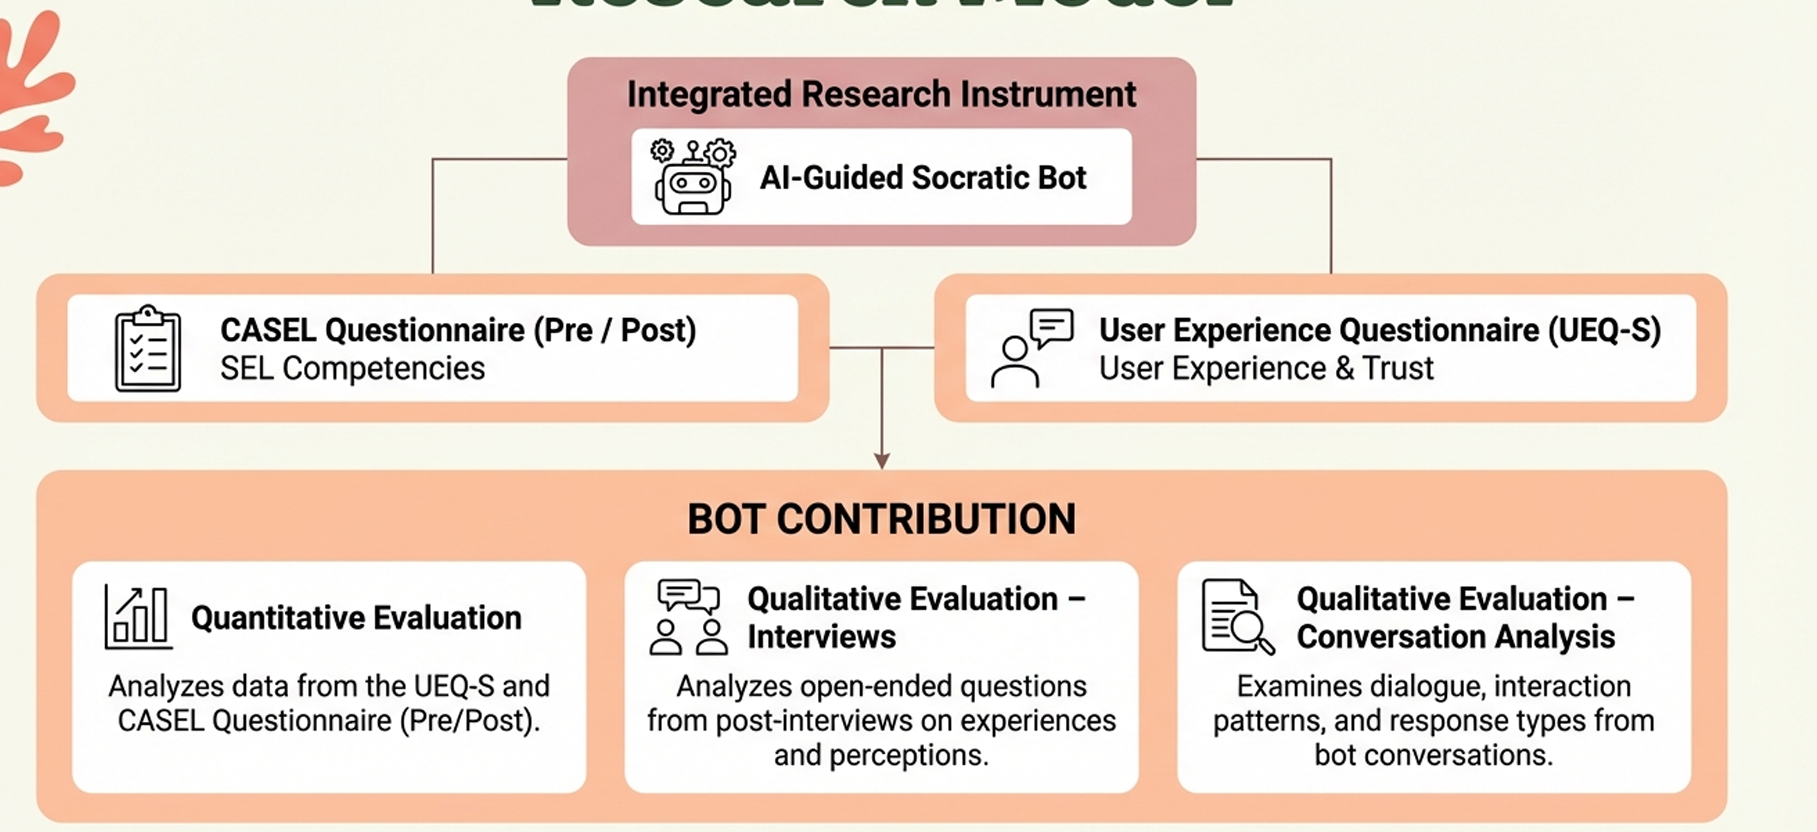 Research Model
Integrated Research Instrument
AI-Guided Socratic Bot
CASEL Questionnaire (Pre / Post)
SEL Competencies
User Experience Questionnaire (UEQ-S)
User Experience & Trust
BOT CONTRIBUTION
Quantitative Evaluation
Analyzes data from the UEQ-S and
CASEL Questionnaire (Pre/Post).
Qualitative Evaluation –
Interviews
Analyzes open-ended questions
from post-interviews on experiences
and perceptions.
Qualitative Evaluation –
Conversation Analysis
Examines dialogue, interaction
patterns, and response types from
bot conversations.